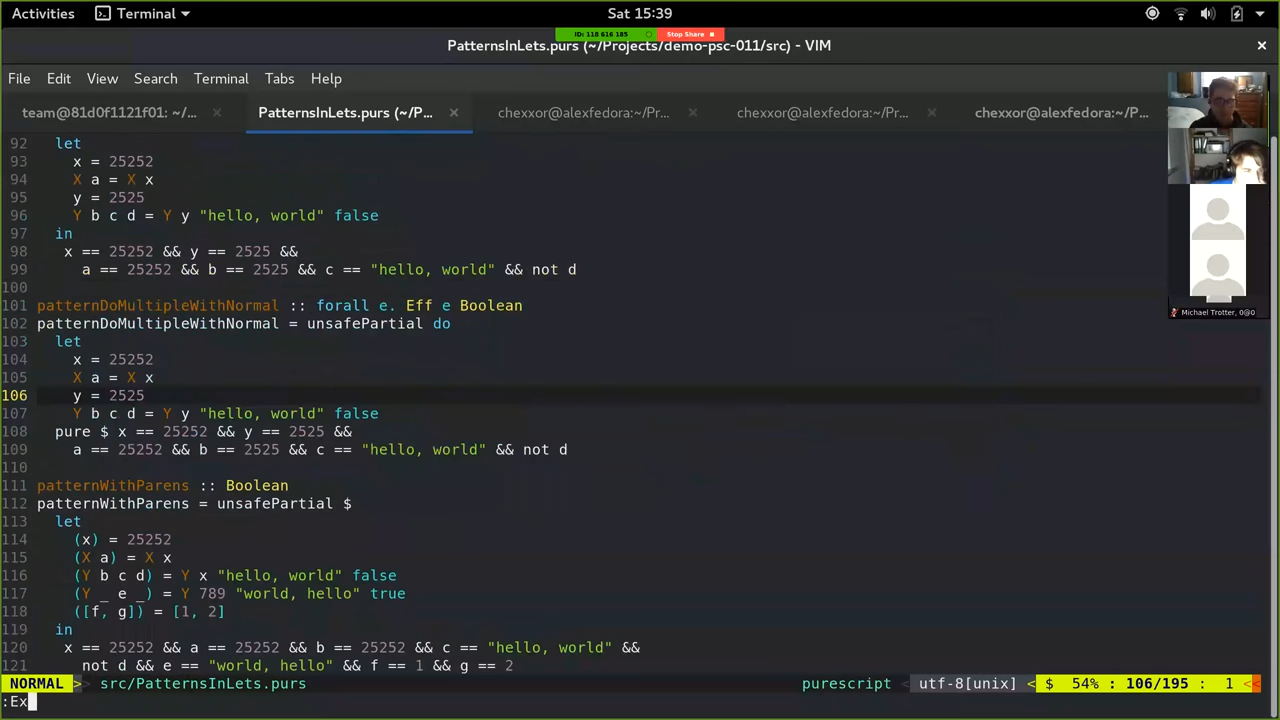 Activities Terminal Sat 15:39
ID: 118 616 185 Stop Share
PatternsInLets.purs (~/Projects/demo-psc-011/src) - VIM
File Edit View Search Terminal Tabs Help
team@81d0f1121f01: ~/... PatternsInLets.purs (~/P... chexxor@alexfedora:~/Pr... chexxor@alexfedora:~/Pr... chexxor@alexfedora:~/P...
92 let
93 x = 25252
94 X a = X x
95 y = 2525
96 Y b c d = Y y "hello, world" false
97 in
98 x == 25252 && y == 2525 &&
99 a == 25252 && b == 2525 && c == "hello, world" && not d
100
101 patternDoMultipleWithNormal :: forall e. Eff e Boolean
102 patternDoMultipleWithNormal = unsafePartial do
103 let
104 x = 25252
105 X a = X x
106 y = 2525
107 Y b c d = Y y "hello, world" false
108 pure $ x == 25252 && y == 2525 &&
109 a == 25252 && b == 2525 && c == "hello, world" && not d
110
111 patternWithParens :: Boolean
112 patternWithParens = unsafePartial $
113 let
114 (x) = 25252
115 (X a) = X x
116 (Y b c d) = Y x "hello, world" false
117 (Y _ e _) = Y 789 "world, hello" true
118 ([f, g]) = [1, 2]
119 in
120 x == 25252 && a == 25252 && b == 25252 && c == "hello, world" &&
121 not d && e == "world, hello" && f == 1 && g == 2
NORMAL > src/PatternsInLets.purs purescript < utf-8[unix] < $ 54% : 106/195 : 1 <<
:Ex
Michael Trotter, 0@0